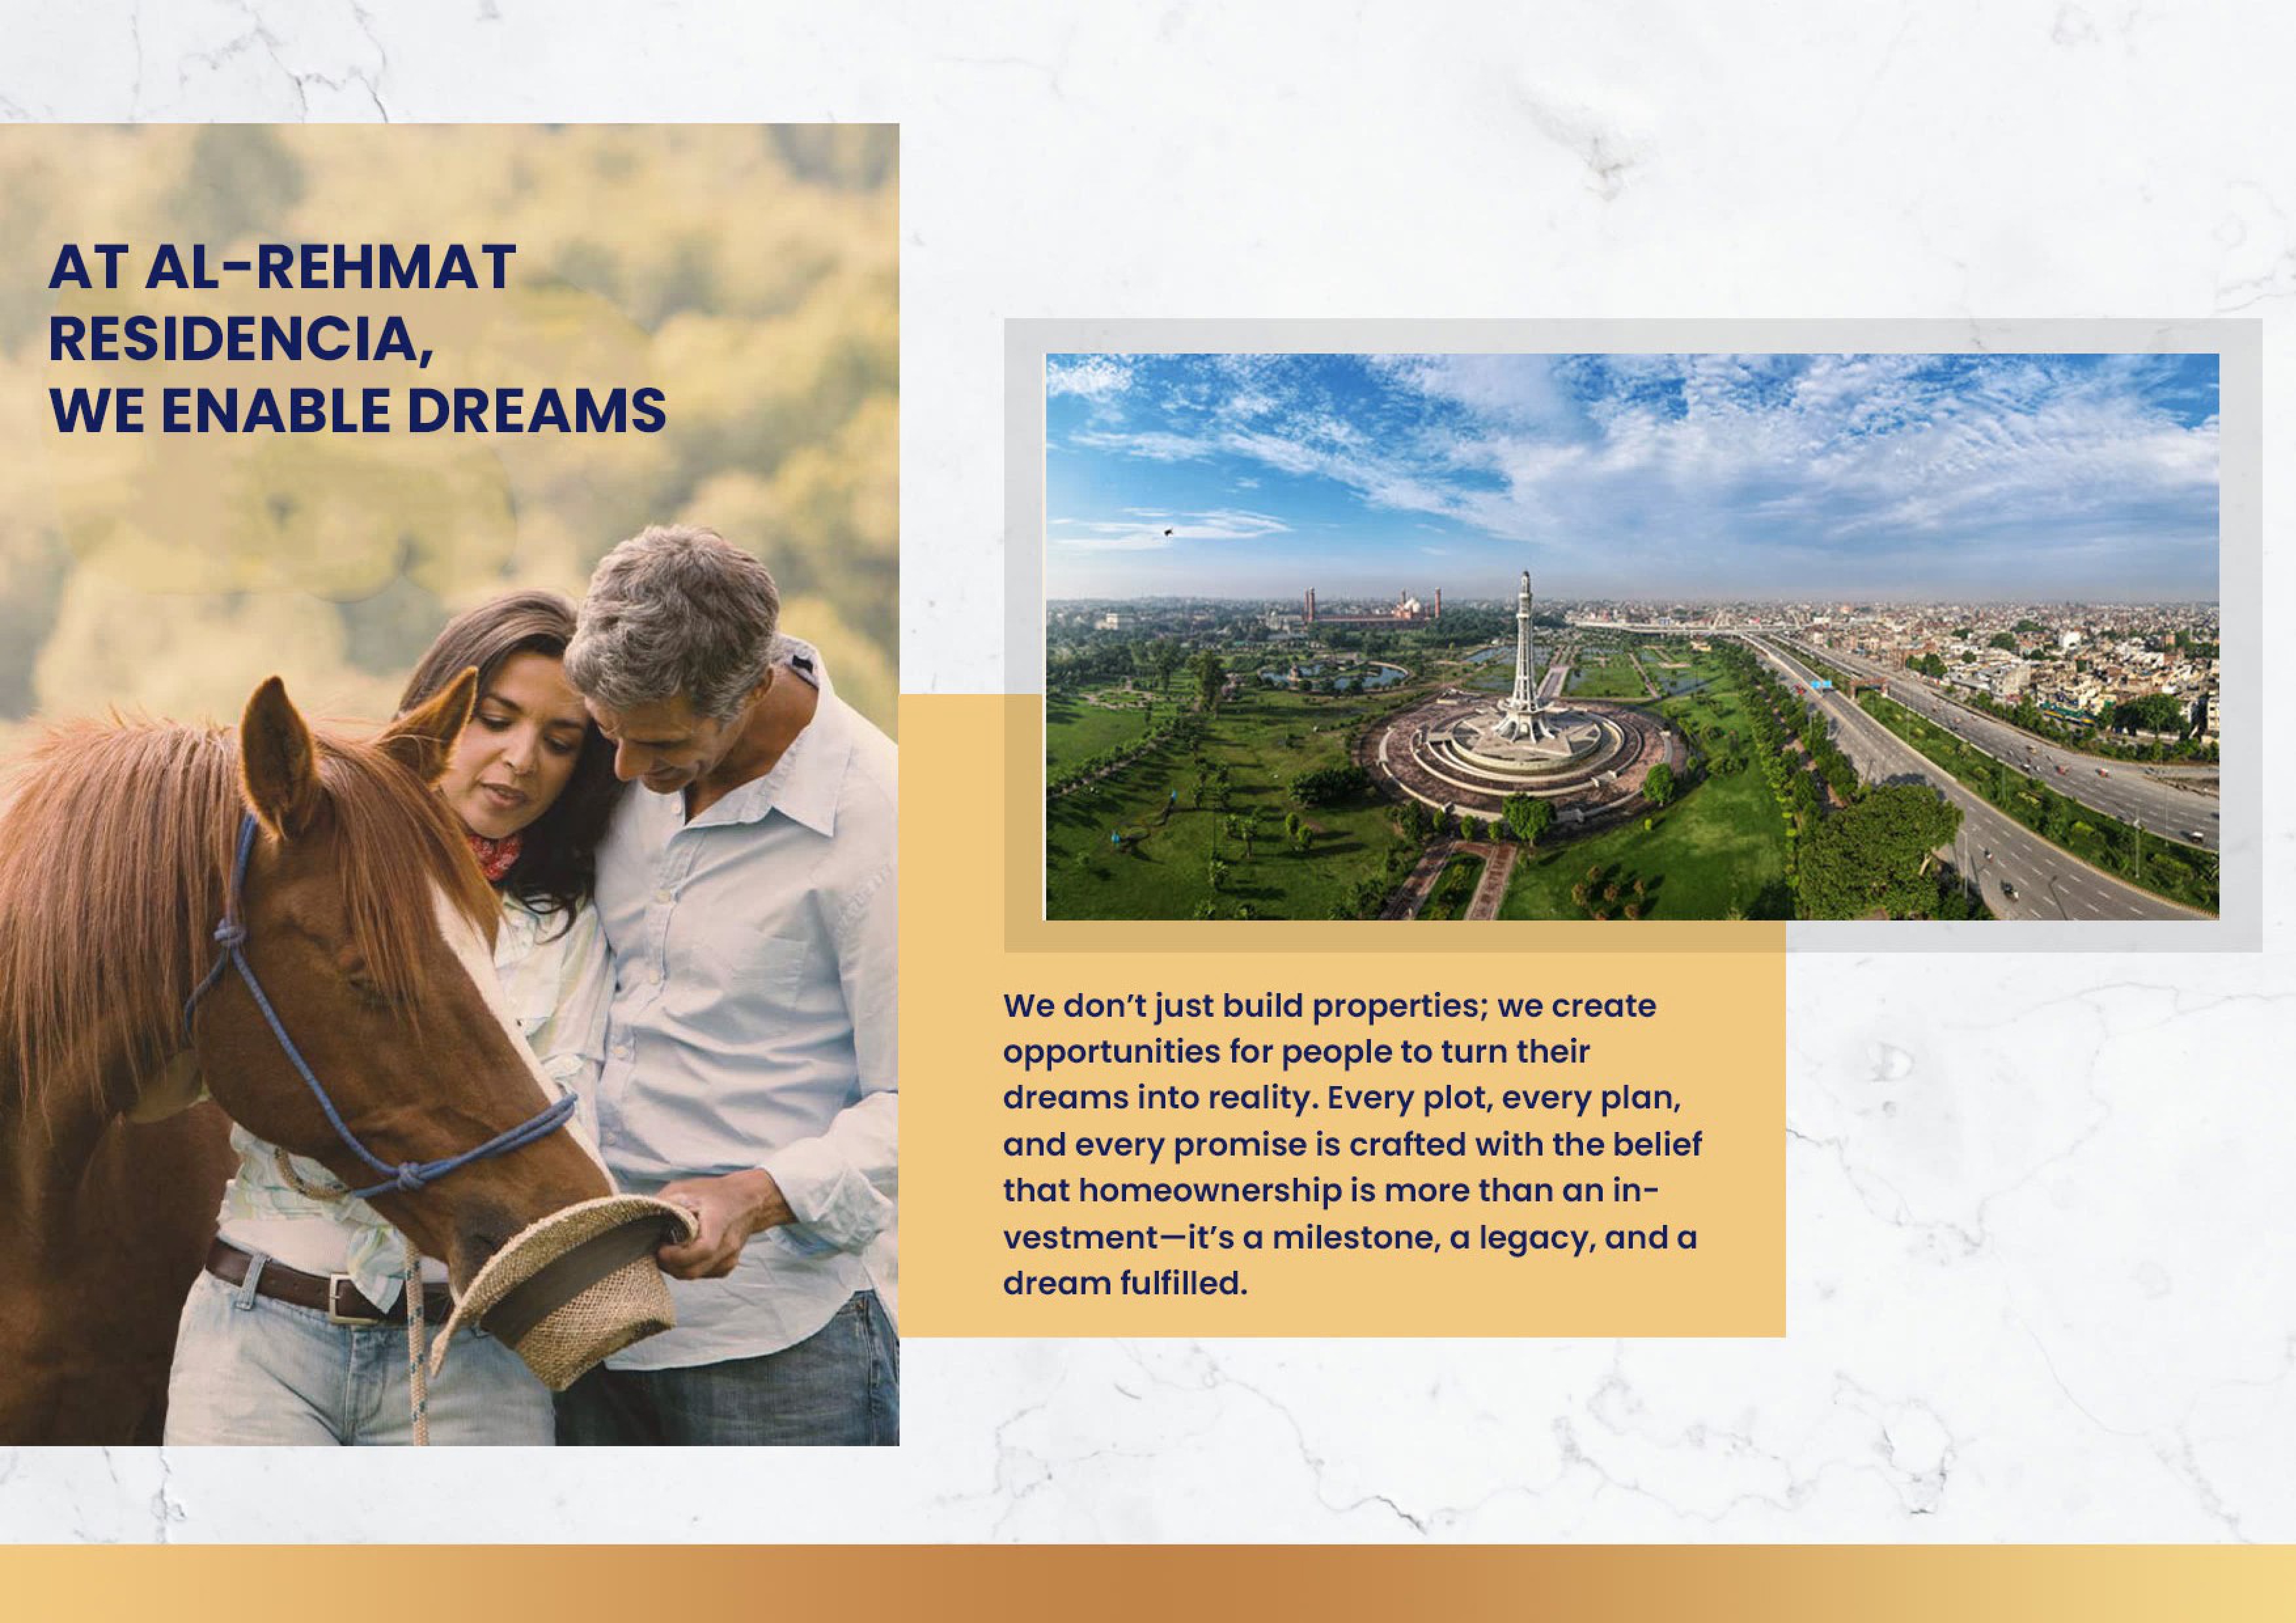 AT AL-REHMAT
RESIDENCIA,
WE ENABLE DREAMS
We don't just build properties; we create
opportunities for people to turn their
dreams into reality. Every plot, every plan,
and every promise is crafted with the belief
that homeownership is more than an in-
vestment—it's a milestone, a legacy, and a
dream fulfilled.